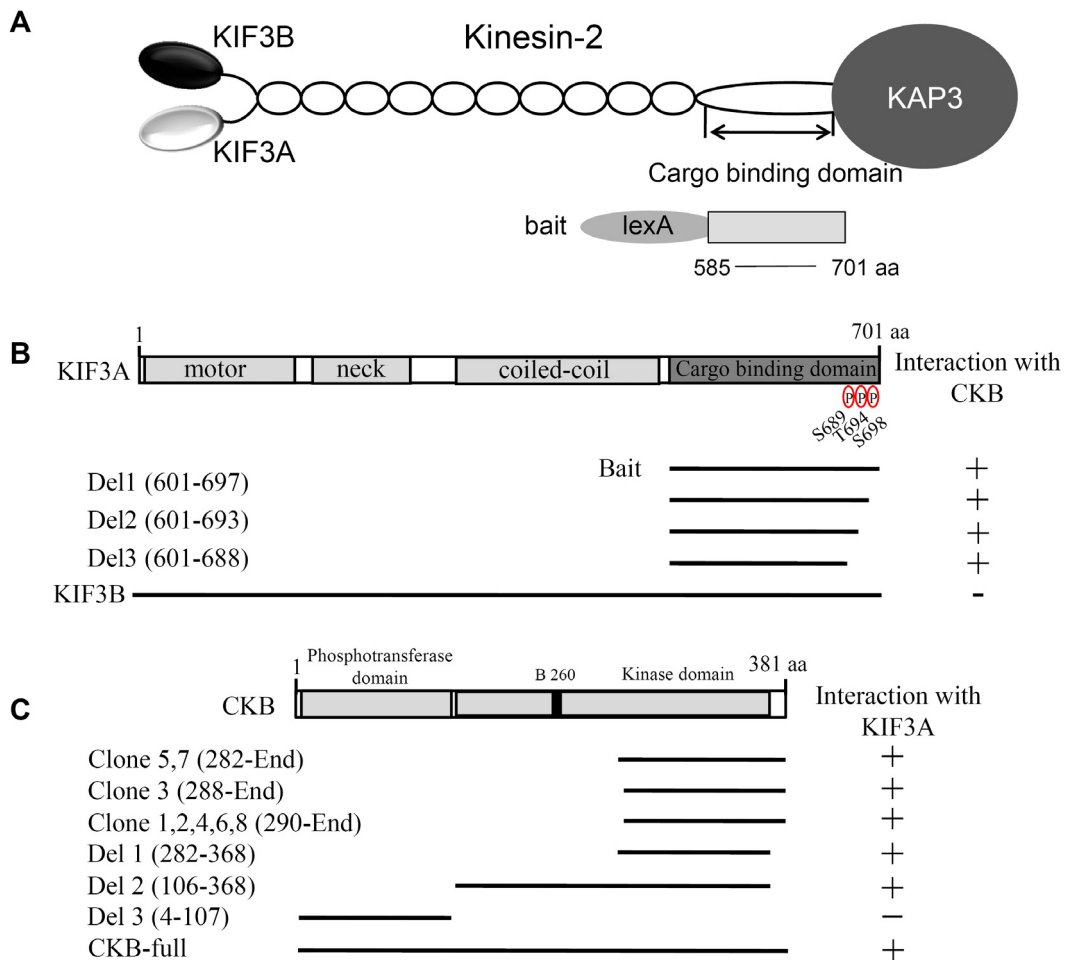 A
KIF3B
Kinesin-2
KAP3
KIF3A
Cargo binding domain
bait lexA
585 701 aa
B
1 701 aa
KIF3A motor neck coiled-coil Cargo binding domain Interaction with CKB
P P P
S689 T694 S698
Bait +
Del1 (601-697) +
Del2 (601-693) +
Del3 (601-688) +
KIF3B -
C
1 Phosphotransferase domain B 260 Kinase domain 381 aa
CKB Interaction with KIF3A
Clone 5,7 (282-End) +
Clone 3 (288-End) +
Clone 1,2,4,6,8 (290-End) +
Del 1 (282-368) +
Del 2 (106-368) +
Del 3 (4-107) −
CKB-full +